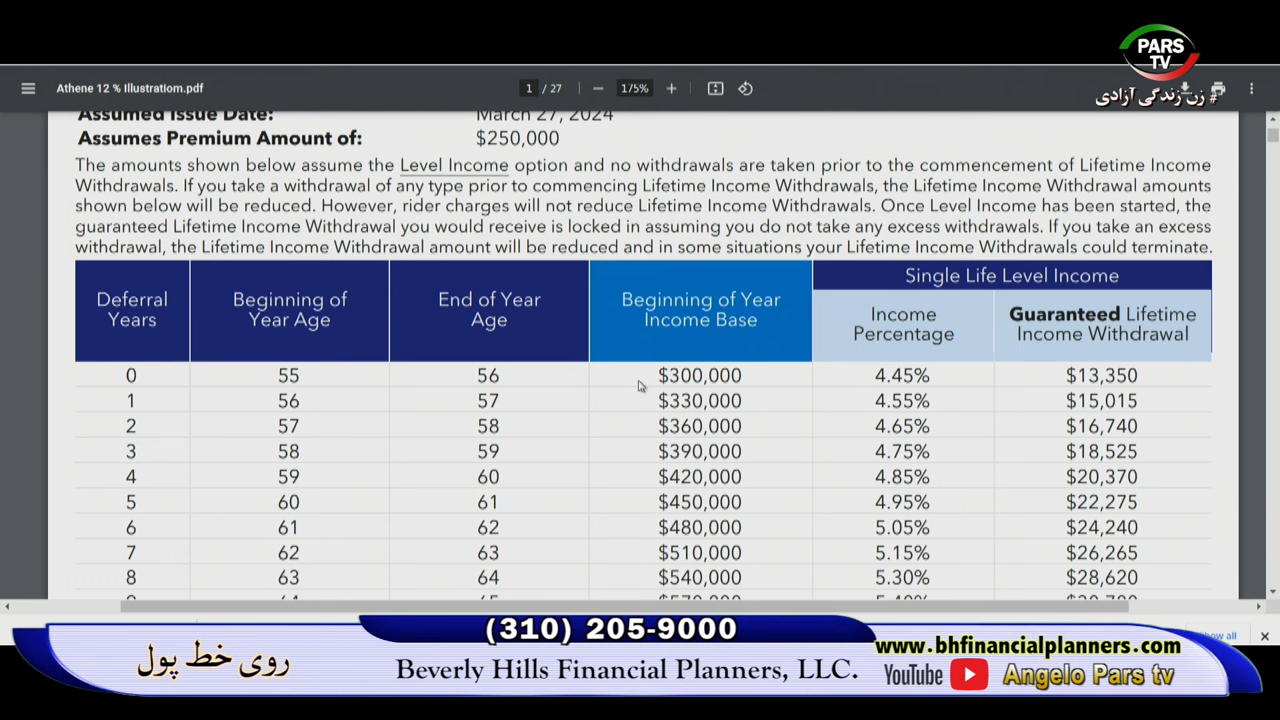 PARS
TV
# زن زندگی آزادی
Athene 12 % Illustratiom.pdf
1 / 27
175%
Assumed Issue Date: March 27, 2024
Assumes Premium Amount of: $250,000
The amounts shown below assume the Level Income option and no withdrawals are taken prior to the commencement of Lifetime Income
Withdrawals. If you take a withdrawal of any type prior to commencing Lifetime Income Withdrawals, the Lifetime Income Withdrawal amounts
shown below will be reduced. However, rider charges will not reduce Lifetime Income Withdrawals. Once Level Income has been started, the
guaranteed Lifetime Income Withdrawal you would receive is locked in assuming you do not take any excess withdrawals. If you take an excess
withdrawal, the Lifetime Income Withdrawal amount will be reduced and in some situations your Lifetime Income Withdrawals could terminate.
Single Life Level Income
Deferral Years Beginning of Year Age End of Year Age Beginning of Year Income Base Income Percentage Guaranteed Lifetime Income Withdrawal
0 55 56 $300,000 4.45% $13,350
1 56 57 $330,000 4.55% $15,015
2 57 58 $360,000 4.65% $16,740
3 58 59 $390,000 4.75% $18,525
4 59 60 $420,000 4.85% $20,370
5 60 61 $450,000 4.95% $22,275
6 61 62 $480,000 5.05% $24,240
7 62 63 $510,000 5.15% $26,265
8 63 64 $540,000 5.30% $28,620
(310) 205-9000
روی خط پول
Beverly Hills Financial Planners, LLC.
www.bhfinancialplanners.com
YouTube Angelo Pars tv